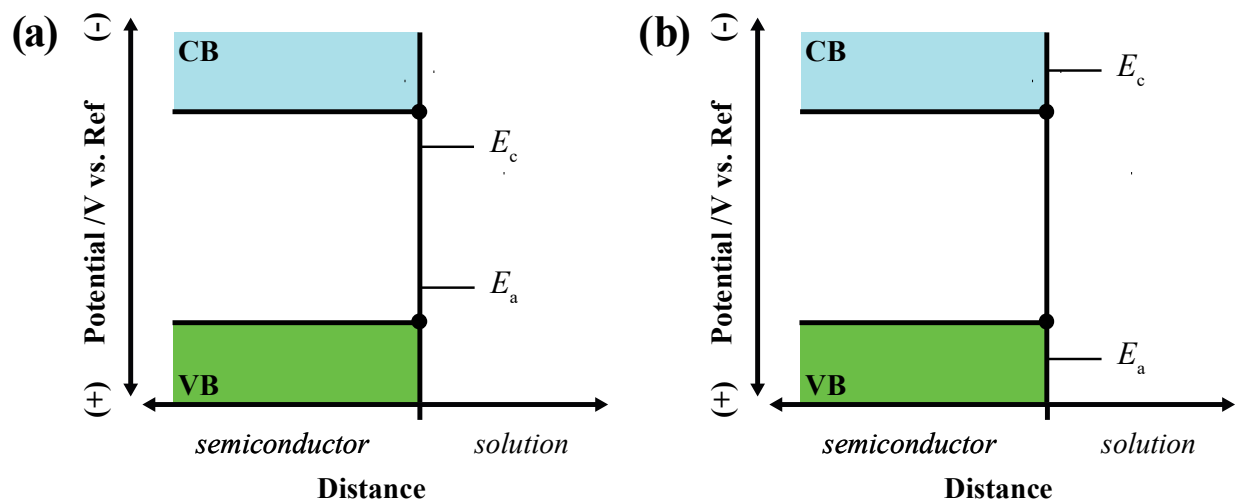 (a)
(-)
CB
Potential /V vs. Ref
E_c
E_a
VB
(+)
semiconductor
solution
Distance
(b)
(-)
CB
Potential /V vs. Ref
E_c
E_a
VB
(+)
semiconductor
solution
Distance